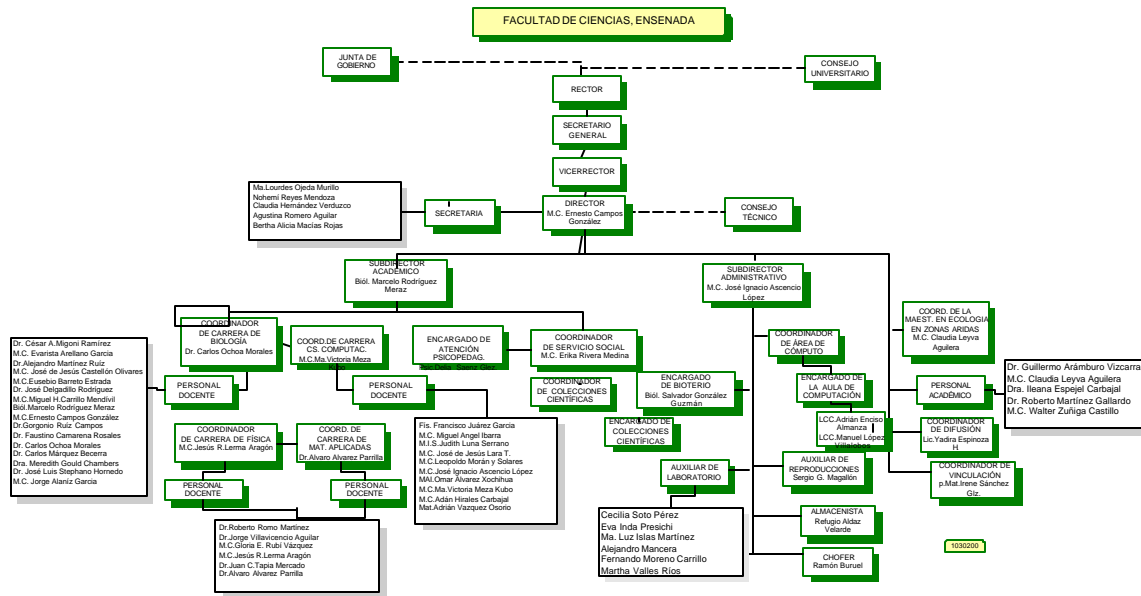 FACULTAD DE CIENCIAS, ENSENADA
JUNTA DE
GOBIERNO
CONSEJO
UNIVERSITARIO
RECTOR
SECRETARIO
GENERAL
VICERRECTOR
Ma.Lourdes Ojeda Murillo
Nohemí Reyes Mendoza
Claudia Hernández Verduzco
Agustina Romero Aguilar
Bertha Alicia Macías Rojas
SECRETARIA
DIRECTOR
M.C. Ernesto Campos
González
CONSEJO
TÉCNICO
SUBDIRECTOR
ACADÉMICO
Biól. Marcelo Rodríguez
Meraz
SUBDIRECTOR
ADMINISTRATIVO
M.C. José Ignacio Ascencio
López
COORDINADOR
DE CARRERA DE
BIOLOGÍA
Dr. Carlos Ochoa Morales
COORD.DE CARRERA
CS. COMPUTAC.
M.C.Ma.Victoria Meza
Kubo
ENCARGADO DE
ATENCIÓN
PSICOPEDAG.
Psic.Delia Saenz Glez.
COORDINADOR
DE SERVICIO SOCIAL
M.C. Erika Rivera Medina
COORDINADOR
DE ÁREA DE
CÓMPUTO
COORD. DE LA
MAEST. EN ECOLOGIA
EN ZONAS ARIDAS
M.C. Claudia Leyva
Aguilera
Dr. César A.Migoni Ramírez
M.C. Evarista Arellano García
Dr.Alejandro Martínez Ruíz
M.C. José de Jesús Castellón Olivares
M.C.Eusebio Barreto Estrada
Dr. José Delgadillo Rodríguez
M.C.Miguel H.Carrillo Mendívil
Biól.Marcelo Rodríguez Meraz
M.C.Ernesto Campos González
Dr.Gorgonio Ruíz Campos
Dr. Faustino Camarena Rosales
Dr. Carlos Ochoa Morales
Dr. Carlos Márquez Becerra
Dra. Meredith Gould Chambers
Dr. José Luis Stephano Hornedo
M.C. Jorge Alaníz García
PERSONAL
DOCENTE
PERSONAL
DOCENTE
COORDINADOR
DE COLECCIONES
CIENTÍFICAS
ENCARGADO
DE BIOTERIO
Biól. Salvador González
Guzmán
ENCARGADO DE
LA AULA DE
COMPUTACIÓN
PERSONAL
ACADÉMICO
Dr. Guillermo Arámburo Vizcarra
M.C. Claudia Leyva Aguilera
Dra. Ileana Espejel Carbajal
Dr. Roberto Martínez Gallardo
M.C. Walter Zuñiga Castillo
COORDINADOR
DE CARRERA DE FÍSICA
M.C.Jesús R.Lerma Aragón
COORD. DE
CARRERA DE
MAT. APLICADAS
Dr.Alvaro Alvarez Parrilla
Fis. Francisco Juárez García
M.C. Miguel Angel Ibarra
M.I.S.Judith Luna Serrano
M.C. José de Jesús Lara T.
M.C.Leopoldo Morán y Solares
M.C.José Ignacio Ascencio López
MAI.Omar Álvarez Xochihua
M.C.Ma.Victoria Meza Kubo
M.C.Adán Hirales Carbajal
Mat.Adrián Vazquez Osorio
ENCARGADO DE
COLECCIONES
CIENTÍFICAS
LCC.Adrián Enciso
Almanza
LCC.Manuel López
Villalobos
COORDINADOR
DE DIFUSIÓN
Lic.Yadira Espinoza
H.
AUXILIAR DE
LABORATORIO
AUXILIAR DE
REPRODUCCIONES
Sergio G. Magallón
COORDINADOR DE
VINCULACIÓN
p.Mat.Irene Sánchez
Glz.
PERSONAL
DOCENTE
PERSONAL
DOCENTE
Dr.Roberto Romo Martínez
Dr.Jorge Villavicencio Aguilar
M.C.Gloria E. Rubí Vázquez
M.C.Jesús R.Lerma Aragón
Dr.Juan C.Tapia Mercado
Dr.Alvaro Alvarez Parrilla
Cecilia Soto Pérez
Eva Inda Presichi
Ma. Luz Islas Martínez
Alejandro Mancera
Fernando Moreno Carrillo
Martha Valles Ríos
ALMACENISTA
Refugio Aldaz
Velarde
CHOFER
Ramón Buruel
1030200